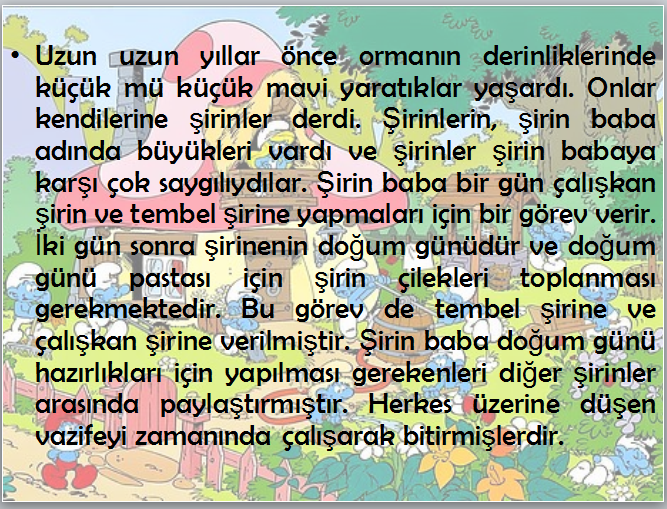 • Uzun uzun yıllar önce ormanın derinliklerinde
küçük mü küçük mavi yaratıklar yaşardı. Onlar
kendilerine şirinler derdi. Şirinlerin, şirin baba
adında büyükleri vardı ve şirinler şirin babaya
karşı çok saygılıydılar. Şirin baba bir gün çalışkan
şirin ve tembel şirine yapmaları için bir görev verir.
İki gün sonra şirinenin doğum günüdür ve doğum
günü pastası için şirin çilekleri toplanması
gerekmektedir. Bu görev de tembel şirine ve
çalışkan şirine verilmiştir. Şirin baba doğum günü
hazırlıkları için yapılması gerekenleri diğer şirinler
arasında paylaştırmıştır. Herkes üzerine düşen
vazifeyi zamanında çalışarak bitirmişlerdir.